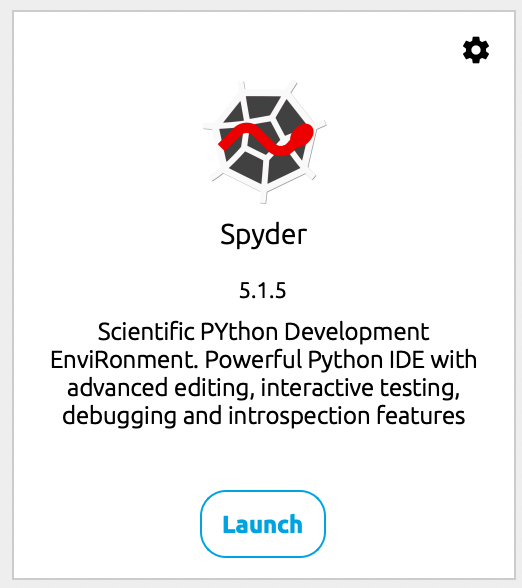 Spyder
5.1.5
Scientific PYthon Development
EnviRonment. Powerful Python IDE with
advanced editing, interactive testing,
debugging and introspection features
Launch